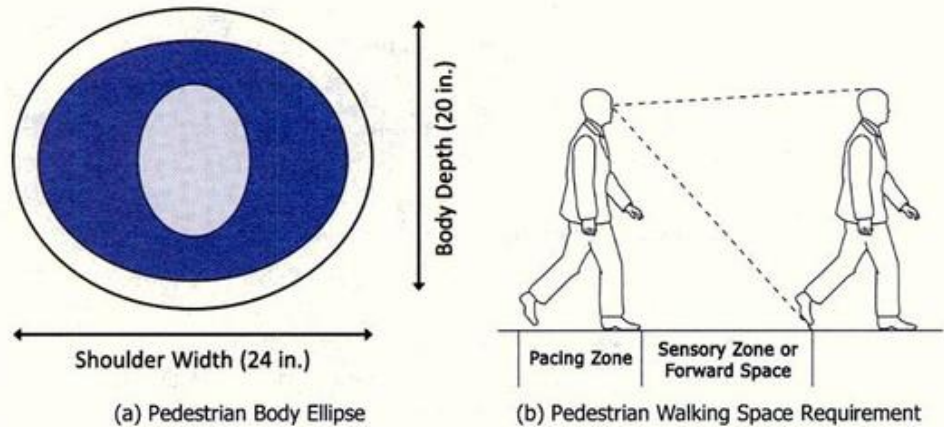 Body Depth (20 in.)
Shoulder Width (24 in.)
(a) Pedestrian Body Ellipse
Pacing Zone
Sensory Zone or
Forward Space
(b) Pedestrian Walking Space Requirement